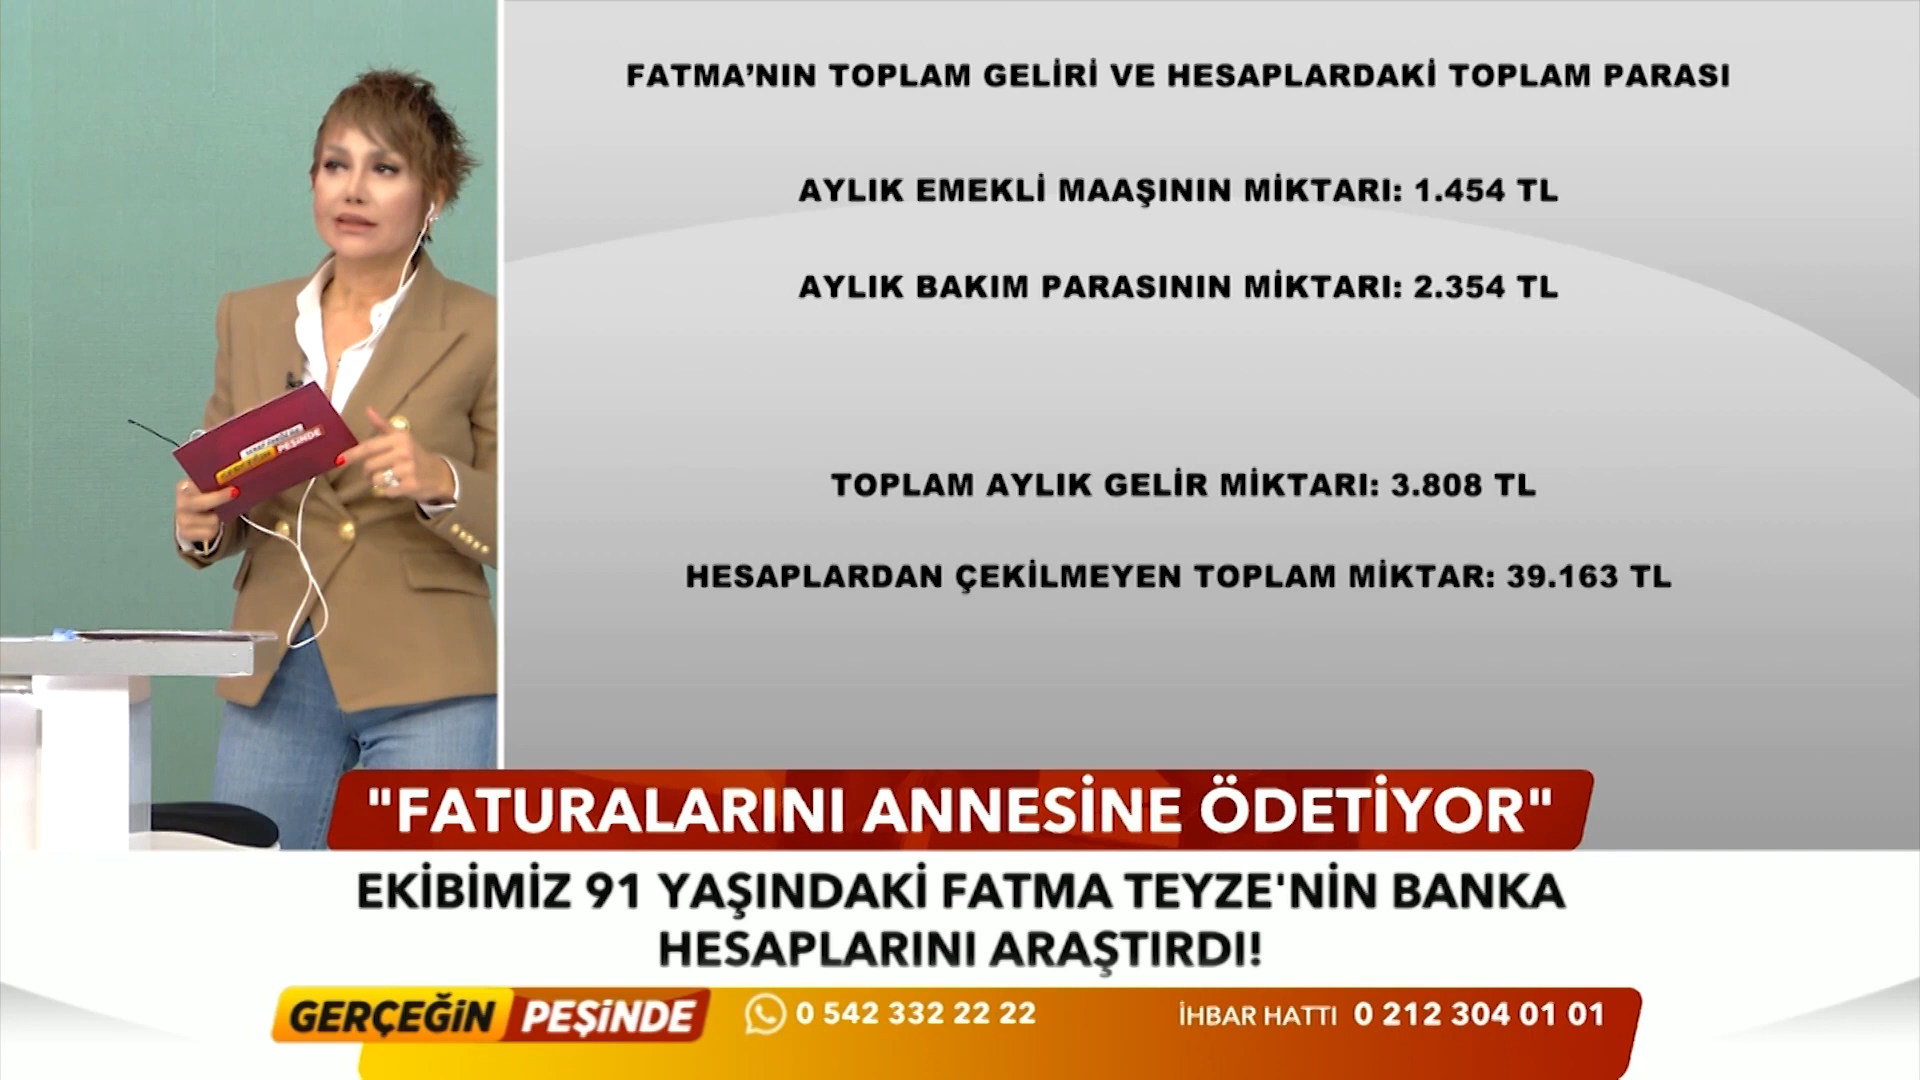 FATMA’NIN TOPLAM GELİRİ VE HESAPLARDAKİ TOPLAM PARASI
AYLIK EMEKLİ MAAŞININ MİKTARI: 1.454 TL
AYLIK BAKIM PARASININ MİKTARI: 2.354 TL
TOPLAM AYLIK GELİR MİKTARI: 3.808 TL
HESAPLARDAN ÇEKİLMEYEN TOPLAM MİKTAR: 39.163 TL
PEŞİNDE
"FATURALARINI ANNESİNE ÖDETİYOR"
EKİBİMİZ 91 YAŞINDAKİ FATMA TEYZE'NİN BANKA
HESAPLARINI ARAŞTIRDI!
GERÇEĞİN PEŞİNDE 0 542 332 22 22 İHBAR HATTI 0 212 304 01 01